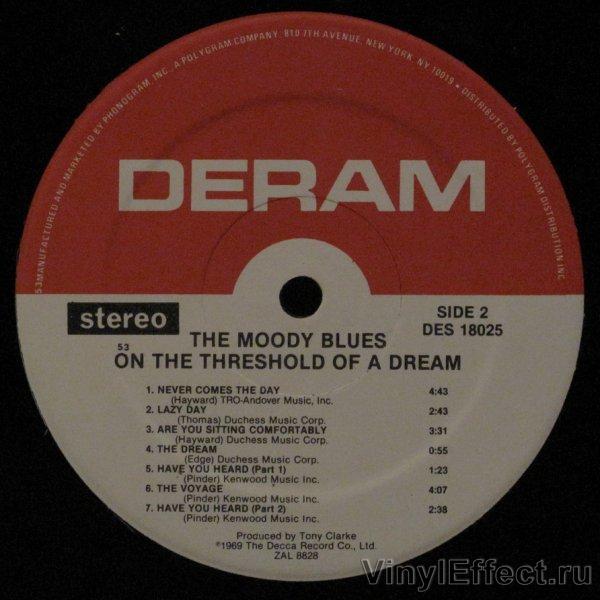 53MANUFACTURED AND MARKETED BY PHONOGRAM, INC. A POLYGRAM COMPANY, 810 7TH AVENUE, NEW YORK, NY 10019 • DISTRIBUTED BY POLYGRAM DISTRIBUTION INC
DERAM
stereo
SIDE 2
DES 18025
THE MOODY BLUES
53
ON THE THRESHOLD OF A DREAM
1. NEVER COMES THE DAY 4:43
(Hayward) TRO-Andover Music, Inc.
2. LAZY DAY 2:43
(Thomas) Duchess Music Corp.
3. ARE YOU SITTING COMFORTABLY 3:31
(Hayward) Duchess Music Corp.
4. THE DREAM 0:55
(Edge) Duchess Music Corp.
5. HAVE YOU HEARD (Part 1) 1:23
(Pinder) Kenwood Music Inc.
6. THE VOYAGE 4:07
(Pinder) Kenwood Music Inc.
7. HAVE YOU HEARD (Part 2) 2:38
(Pinder) Kenwood Music Inc.
Produced by Tony Clarke
℗1969 The Decca Record Co., Ltd.
ZAL 8828
VinylEffect.ru